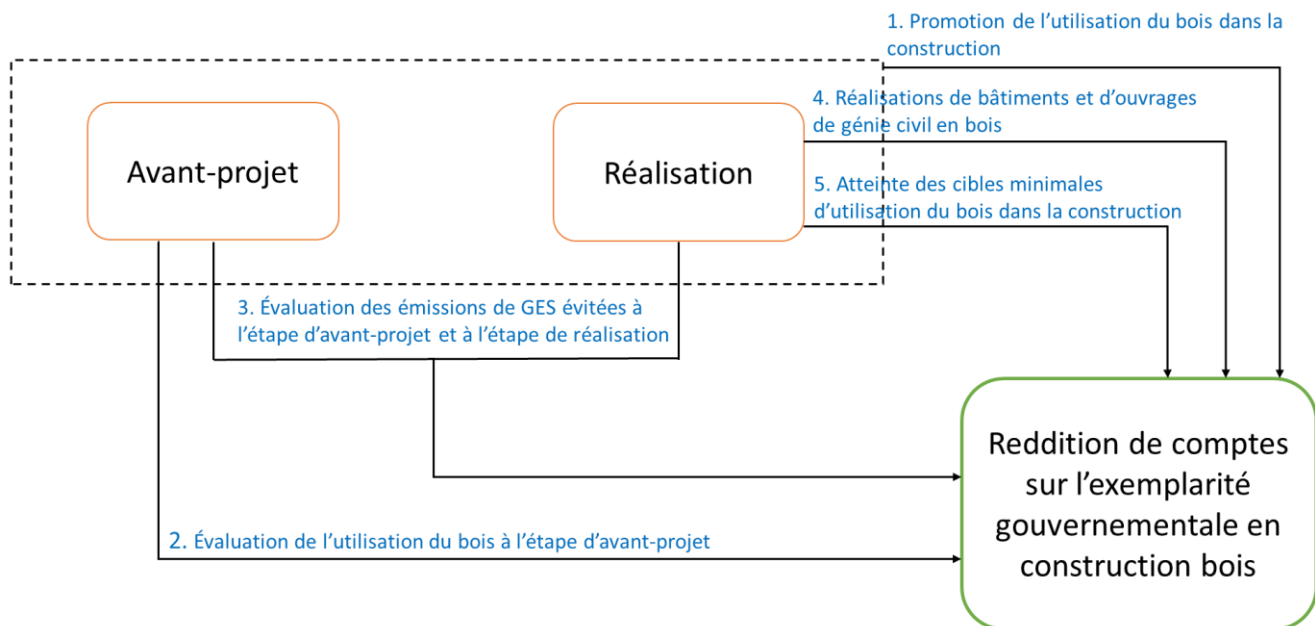 1. Promotion de l’utilisation du bois dans la
construction
4. Réalisations de bâtiments et d’ouvrages
de génie civil en bois
Avant-projet
Réalisation
5. Atteinte des cibles minimales
d’utilisation du bois dans la construction
3. Évaluation des émissions de GES évitées à
l’étape d’avant-projet et à l’étape de réalisation
Reddition de comptes
sur l’exemplarité
gouvernementale en
construction bois
2. Évaluation de l’utilisation du bois à l’étape d’avant-projet